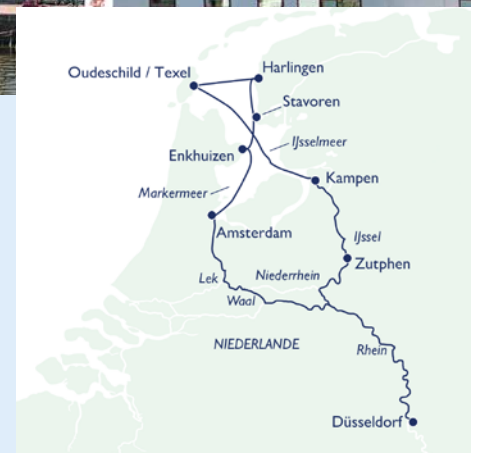 Oudeschild / Texel
Harlingen
Stavoren
IJsselmeer
Enkhuizen
Kampen
Markermeer
Amsterdam
IJssel
Zutphen
Lek
Niederrhein
Waal
NIEDERLANDE
Rhein
Düsseldorf